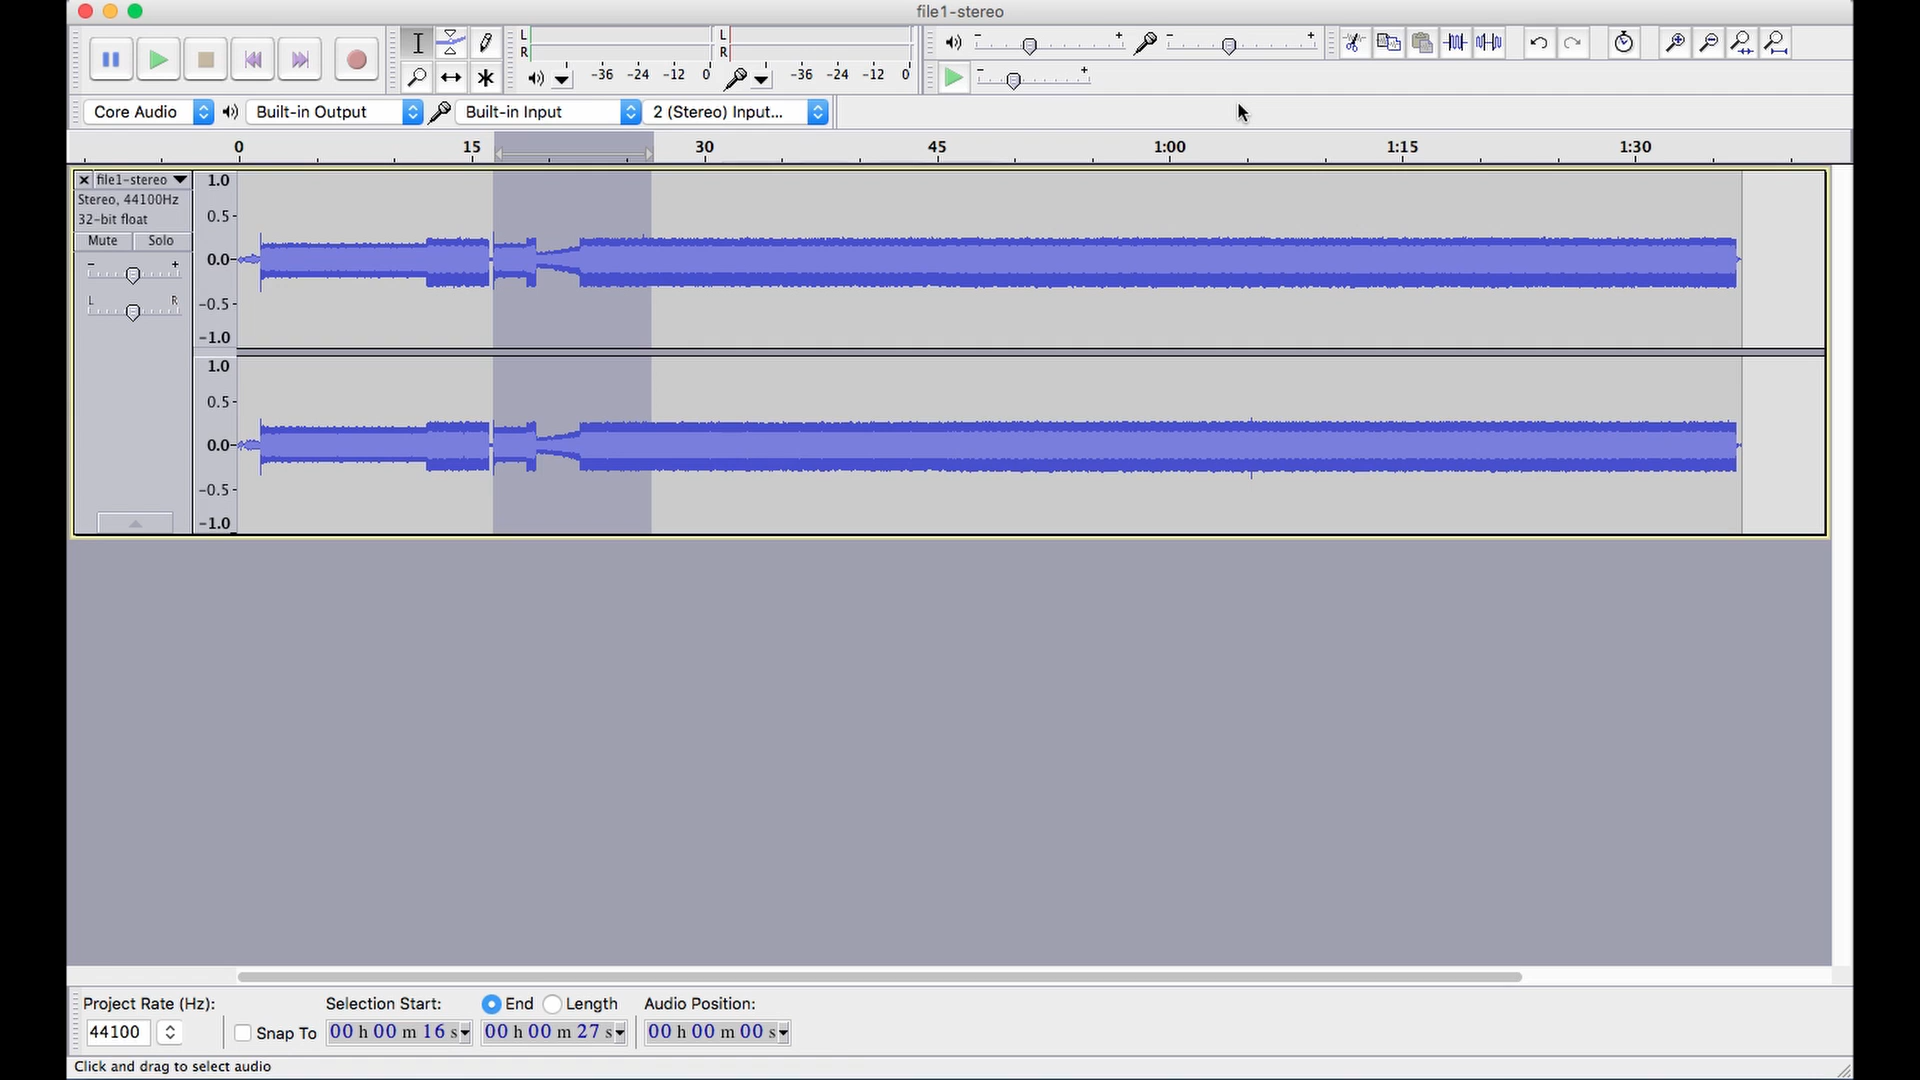 file1-stereo
L
R
-36 -24 -12 0
L
R
-36 -24 -12 0
- +
- +
- +
Core Audio
Built-in Output
Built-in Input
2 (Stereo) Input...
0 15 30 45 1:00 1:15 1:30
file1-stereo
Stereo, 44100Hz
32-bit float
Mute Solo
- +
L R
1.0
0.5
0.0
-0.5
-1.0
1.0
0.5
0.0
-0.5
-1.0
Project Rate (Hz): Selection Start: End Length Audio Position:
44100 Snap To 00 h 00 m 16 s 00 h 00 m 27 s 00 h 00 m 00 s
Click and drag to select audio